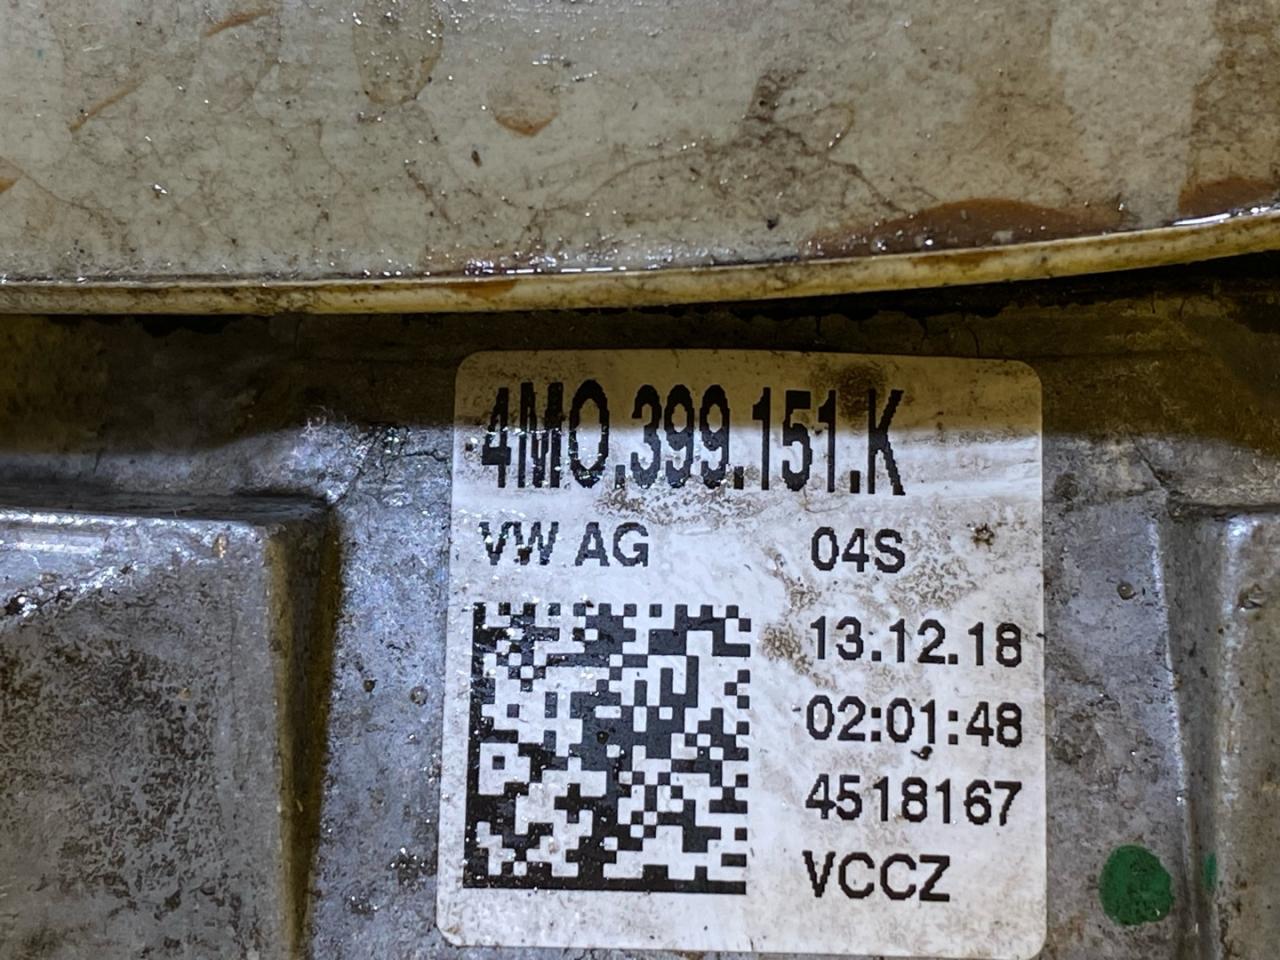 4M0.399.151.K
VW AG 04S
13.12.18
02:01:48
4518167
VCCZ